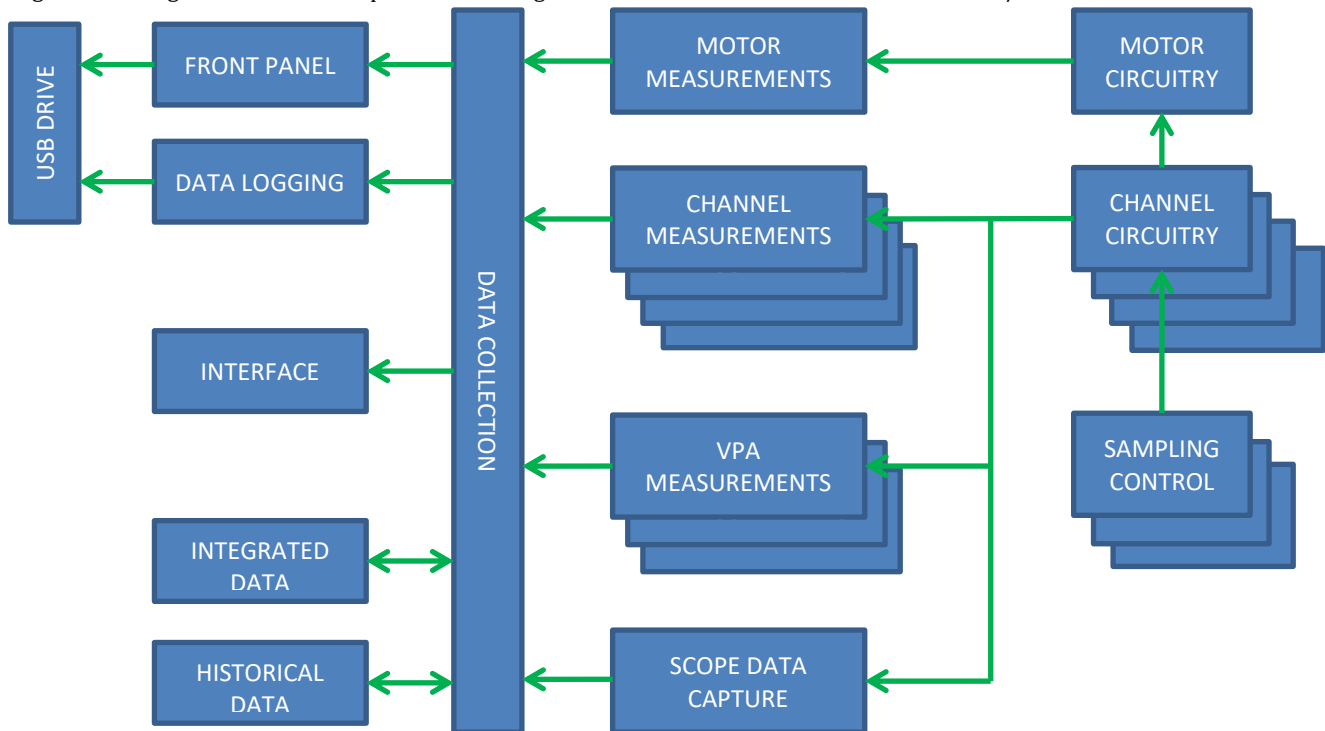 FRONT PANEL
MOTOR
MEASUREMENTS
MOTOR
CIRCUITRY
USB DRIVE
DATA LOGGING
CHANNEL
MEASUREMENTS
CHANNEL
CIRCUITRY
DATA COLLECTION
INTERFACE
VPA
MEASUREMENTS
SAMPLING
CONTROL
INTEGRATED
DATA
HISTORICAL
DATA
SCOPE DATA
CAPTURE